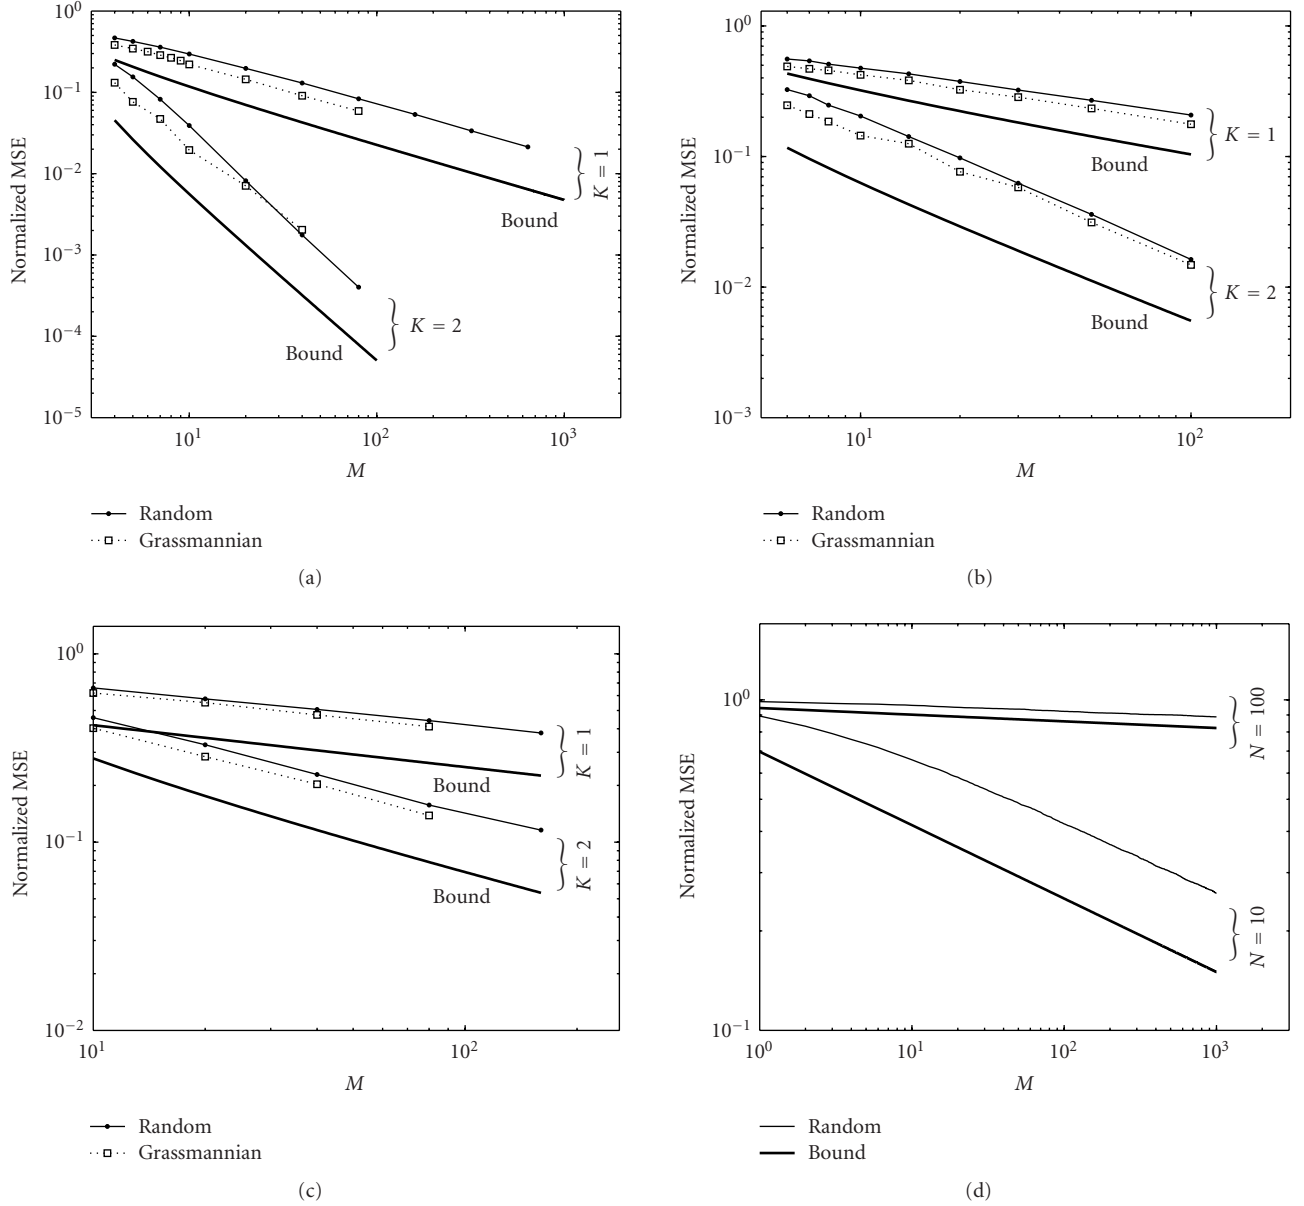 10^0
10^-1
10^-2
10^-3
10^-4
10^-5
Normalized MSE
10^1
10^2
10^3
M
K = 1
Bound
K = 2
Bound
Random
Grassmannian
(a)
10^0
10^-1
10^-2
10^-3
Normalized MSE
10^1
10^2
M
K = 1
Bound
K = 2
Bound
Random
Grassmannian
(b)
10^0
10^-1
10^-2
Normalized MSE
10^1
10^2
M
K = 1
Bound
K = 2
Bound
Random
Grassmannian
(c)
10^0
10^-1
Normalized MSE
10^0
10^1
10^2
10^3
M
N = 100
N = 10
Random
Bound
(d)